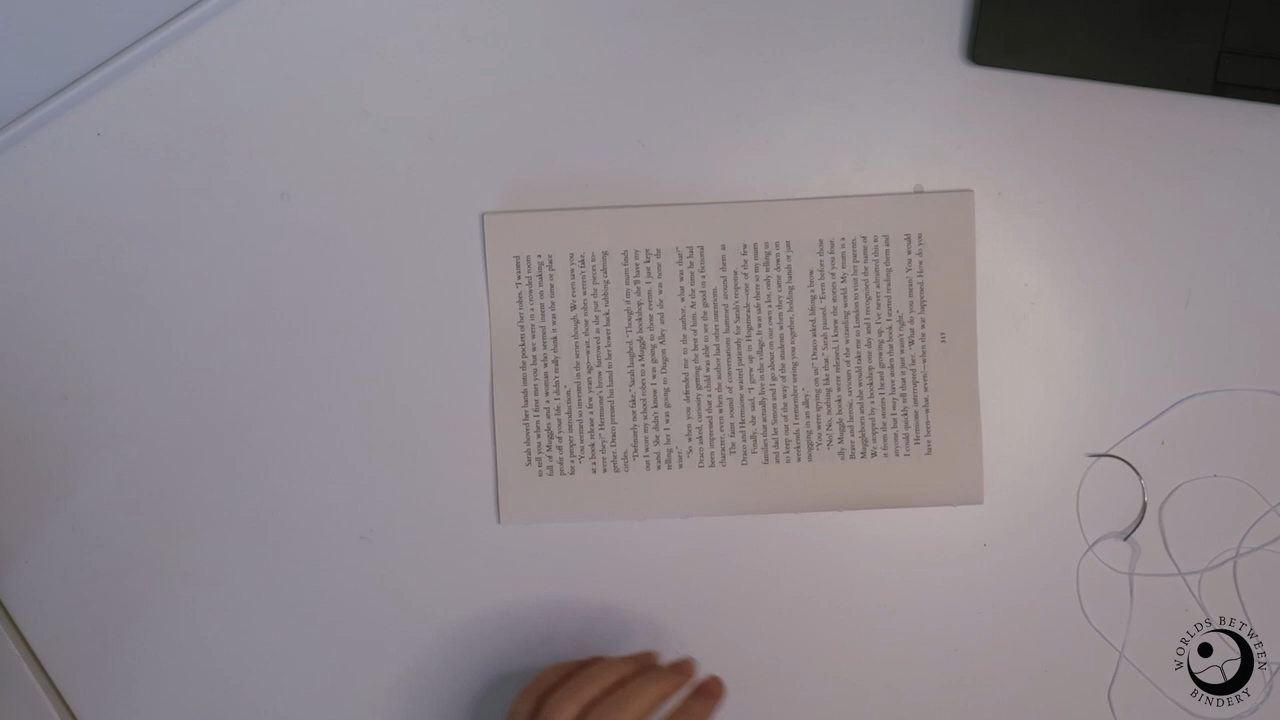 Sarah shoved her hands into the pockets of her robes. "I wanted
to tell you when I first met you but we were in a crowded room
full of Muggles and a woman who seemed intent on making a
profit off of your life. I didn't really think it was the time or place
for a proper introduction."
"You seemed so invested in the series though. We even saw you
at a book release a few years ago—wait, those robes weren't fake,
were they?" Hermione's brow furrowed as she put the pieces to-
gether. Draco pressed his hand to her lower back, rubbing calming
circles.
"Definitely not fake," Sarah laughed. "Though if my mum finds
out I wore my school robes to a Muggle bookshop, she'll have my
wand. She didn't know I was going to those events. I just kept
telling her I was going to Diagon Alley and she was none the
wiser."
"So when you defended me to the author, what was that?"
Draco asked, curiosity getting the best of him. At the time he had
been impressed that a child was able to see the good in a fictional
character, even when the author had other intentions.
The faint sound of conversations hummed around them as
Draco and Hermione waited patiently for Sarah's response.
Finally, she said, "I grew up in Hogsmeade—one of the few
families that actually live in the village. It was safe there so my mum
and dad let Simon and I go about on our own a lot, only telling us
to keep out of the way of the students when they came down on
weekends. I remember seeing you together, holding hands or just
snogging in an alley."
"You were spying on us?" Draco asked, lifting a brow.
"No! No, nothing like that." Sarah paused. "Even before those
silly Muggle books were released, I knew the stories of you four.
Brave and heroic, saviours of the wizarding world. My mum is a
Muggleborn and she would take me to London to visit her parents.
We stopped by a bookshop one day and I recognised the name of
it from the stories I heard growing up. I've never admitted this to
anyone, but I may have stolen that book. I started reading them and
I could quickly tell that it just wasn't right."
Hermione interrupted her. "What do you mean? You would
have been—what, seven?—when the war happened. How do you
317
WORLDS BETWEEN
BINDERY